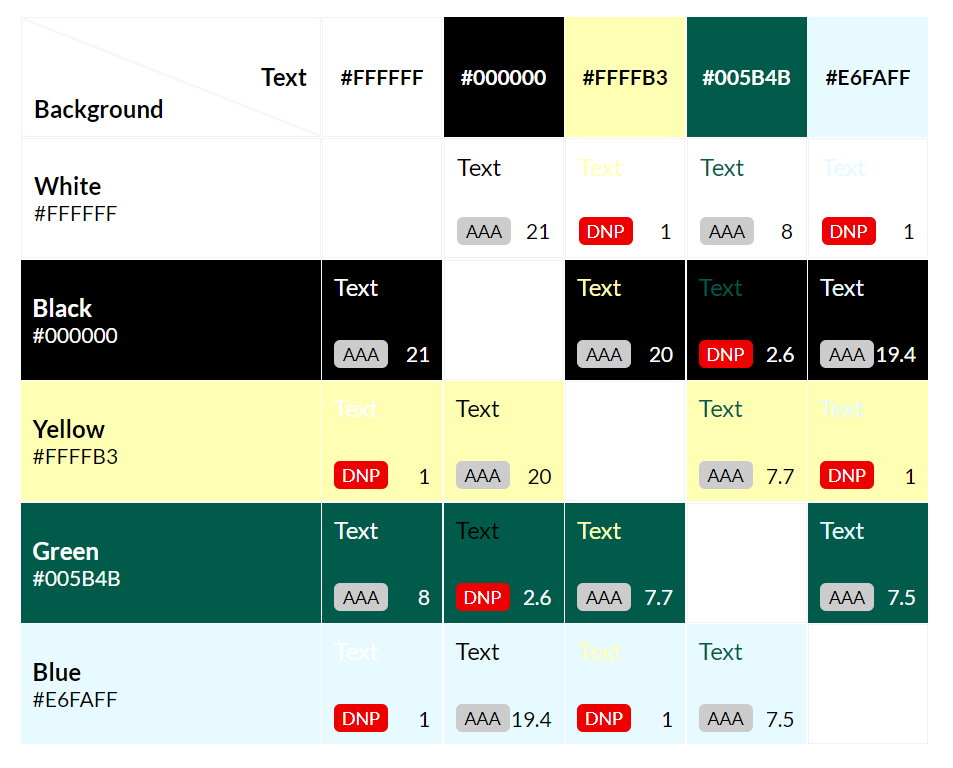 Text
Background
#FFFFFF #000000 #FFFFB3 #005B4B #E6FAFF
White
#FFFFFF
Text Text Text Text
AAA 21 DNP 1 AAA 8 DNP 1
Black
#000000
Text Text Text Text
AAA 21 AAA 20 DNP 2.6 AAA 19.4
Yellow
#FFFFB3
Text Text Text Text
DNP 1 AAA 20 AAA 7.7 DNP 1
Green
#005B4B
Text Text Text Text
AAA 8 DNP 2.6 AAA 7.7 AAA 7.5
Blue
#E6FAFF
Text Text Text Text
DNP 1 AAA 19.4 DNP 1 AAA 7.5